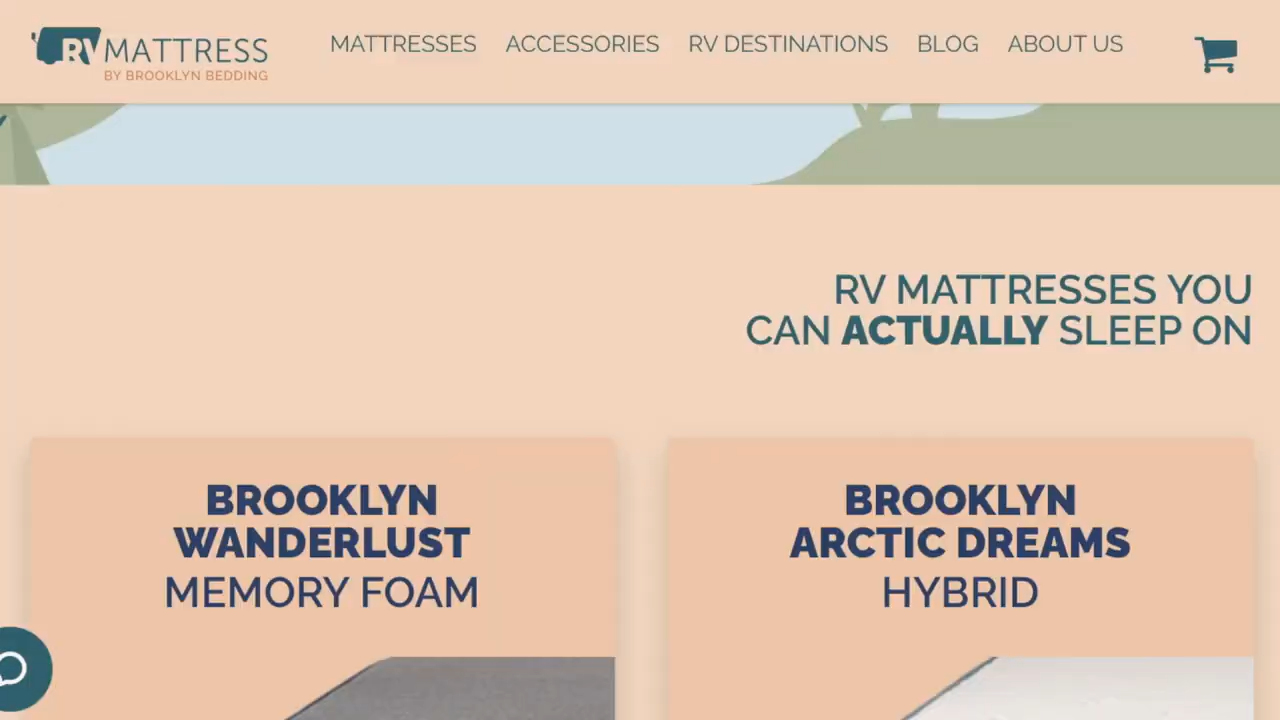 RV MATTRESS
BY BROOKLYN BEDDING
MATTRESSES ACCESSORIES RV DESTINATIONS BLOG ABOUT US
RV MATTRESSES YOU
CAN ACTUALLY SLEEP ON
BROOKLYN
WANDERLUST
MEMORY FOAM
BROOKLYN
ARCTIC DREAMS
HYBRID